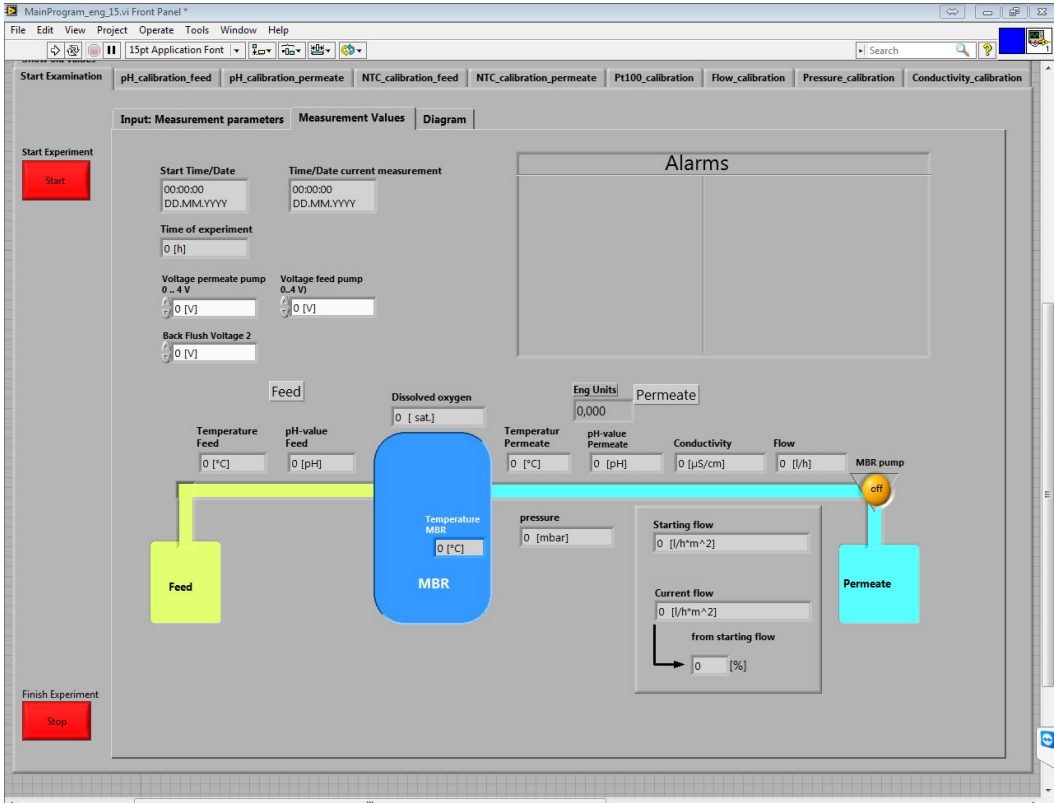 MainProgram_eng_15.vi Front Panel *
File Edit View Project Operate Tools Window Help
15pt Application Font
Search
Show old values
Start Examination pH_calibration_feed pH_calibration_permeate NTC_calibration_feed NTC_calibration_permeate Pt100_calibration Flow_calibration Pressure_calibration Conductivity_calibration
Input: Measurement parameters Measurement Values Diagram
Start Experiment
Start
Start Time/Date
00:00:00
DD.MM.YYYY
Time/Date current measurement
00:00:00
DD.MM.YYYY
Alarms
Time of experiment
0 [h]
Voltage permeate pump
0 .. 4 V
0 [V]
Voltage feed pump
0..4 V)
0 [V]
Back Flush Voltage 2
0 [V]
Feed
Dissolved oxygen
0 [ sat.]
Eng Units
0,000
Permeate
Temperature
Feed
0 [°C]
pH-value
Feed
0 [pH]
Temperatur
Permeate
0 [°C]
pH-value
Permeate
0 [pH]
Conductivity
0 [µS/cm]
Flow
0 [l/h]
MBR pump
off
Temperature
MBR
0 [°C]
MBR
pressure
0 [mbar]
Starting flow
0 [l/h*m^2]
Current flow
0 [l/h*m^2]
from starting flow
0 [%]
Feed
Permeate
Finish Experiment
Stop